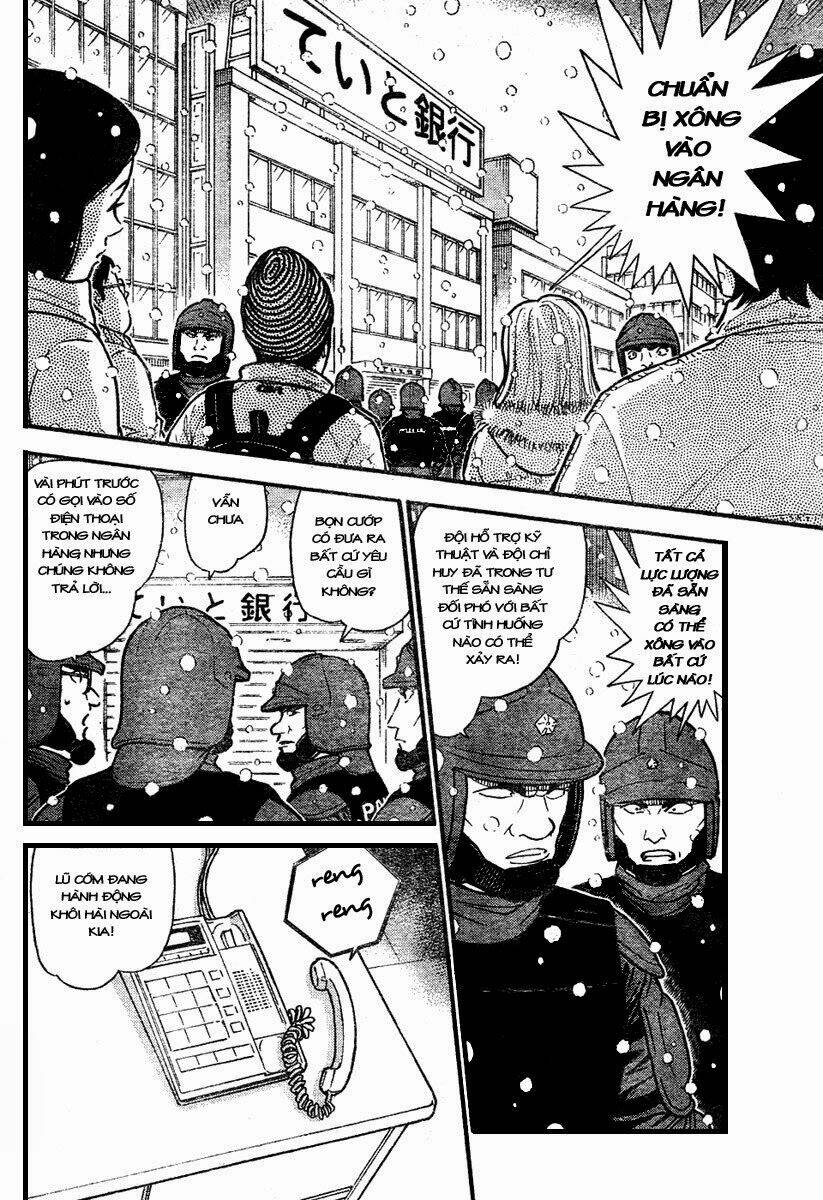 ていと銀行
CHUẨN
BỊ XÔNG
VÀO
NGÂN
HÀNG!
VÀI PHÚT TRƯỚC
CÓ GỌI VÀO SỐ
ĐIỆN THOẠI
TRONG NGÂN
HÀNG NHƯNG
CHÚNG KHÔNG
TRẢ LỜI...
VẪN
CHƯA
BỌN CƯỚP
CÓ ĐƯA RA
BẤT CỨ YÊU
CẦU GÌ
KHÔNG?
ていと銀行
ĐỘI HỖ TRỢ KỸ
THUẬT VÀ ĐỘI CHỈ
HUY ĐÃ TRONG TƯ
THẾ SẴN SÀNG
ĐỐI PHÓ VỚI BẤT
CỨ TÌNH HUỐNG
NÀO CÓ THỂ
XẢY RA!
TẤT CẢ
LỰC LƯỢNG
ĐÃ SẴN
SÀNG
CÓ THỂ
XÔNG VÀO
BẤT CỨ
LÚC NÀO!
LŨ CỚM ĐANG
HÀNH ĐỘNG
KHÔI HÀI NGOÀI
KIA!
reng
reng